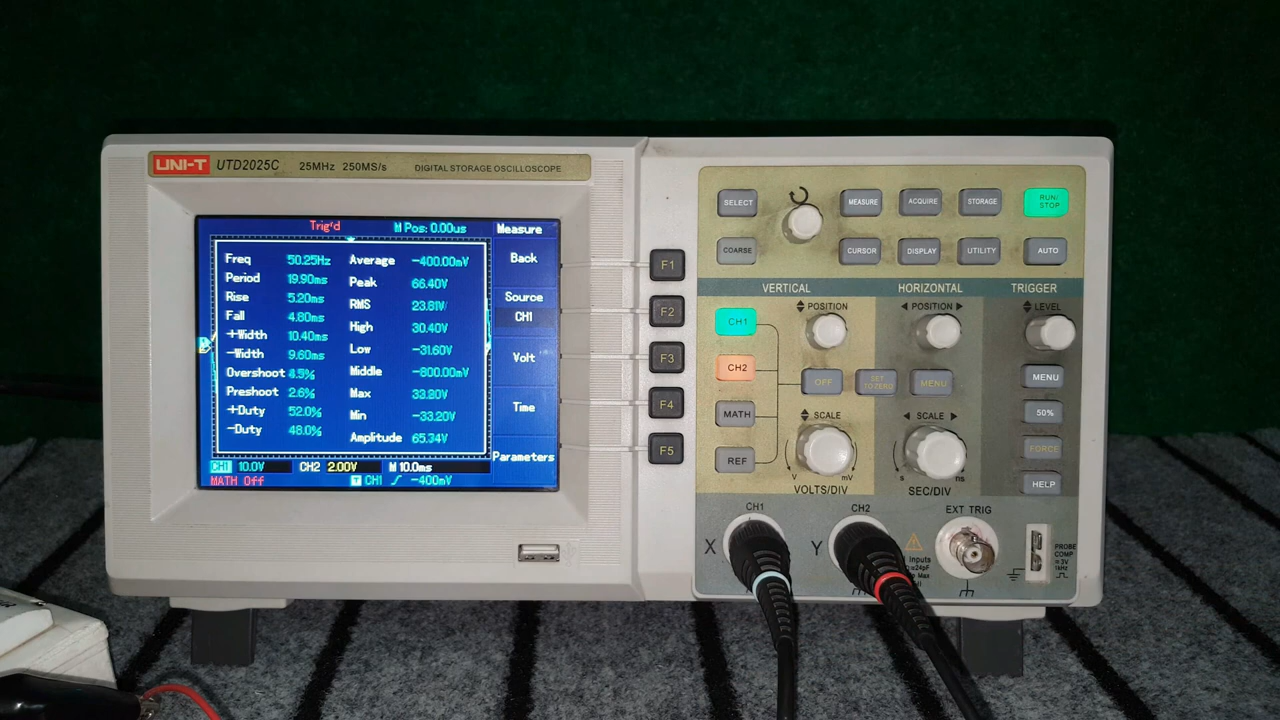 UNI-T UTD2025C 25MHz 250MS/s DIGITAL STORAGE OSCILLOSCOPE
Trig'd M Pos: 0.00us Measure
Freq 50.25Hz Average -400.00mV
Period 19.90ms Peak 66.40V
Rise 5.20ms RMS 23.81V
Fall 4.80ms High 30.40V
+Width 10.40ms Low -31.60V
-Width 9.60ms Middle -800.00mV
Overshoot 4.5% Max 33.20V
Preshoot 2.6% Min -33.20V
+Duty 52.0% Amplitude 65.34V
-Duty 48.0%
Back
Source
CH1
Volt
Time
Parameters
CH1 10.0V CH2 2.00V M 10.0ms
MATH Off T CH1 -400mV
F1
F2
F3
F4
F5
SELECT MEASURE ACQUIRE STORAGE RUN/
STOP
COARSE CURSOR DISPLAY UTILITY AUTO
VERTICAL HORIZONTAL TRIGGER
POSITION POSITION LEVEL
CH1
CH2 OFF SET
TO ZERO MENU MENU
MATH SCALE SCALE 50%
REF FORCE
V mV s ns HELP
VOLTS/DIV SEC/DIV
CH1 CH2 EXT TRIG
X Y
Inputs
PROBE
COMP